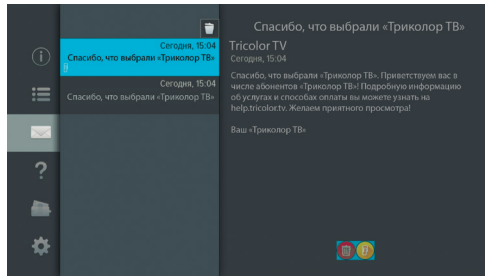 Сегодня, 15:04
Спасибо, что выбрали «Триколор ТВ»
Сегодня, 15:04
Спасибо, что выбрали «Триколор ТВ»
Спасибо, что выбрали «Триколор ТВ»
Tricolor TV
Сегодня, 15:04
Спасибо, что выбрали «Триколор ТВ». Приветствуем вас в
числе абонентов «Триколор ТВ»! Подробную информацию
об услугах и способах оплаты вы можете узнать на
help.tricolor.tv. Желаем приятного просмотра!
Ваш «Триколор ТВ»